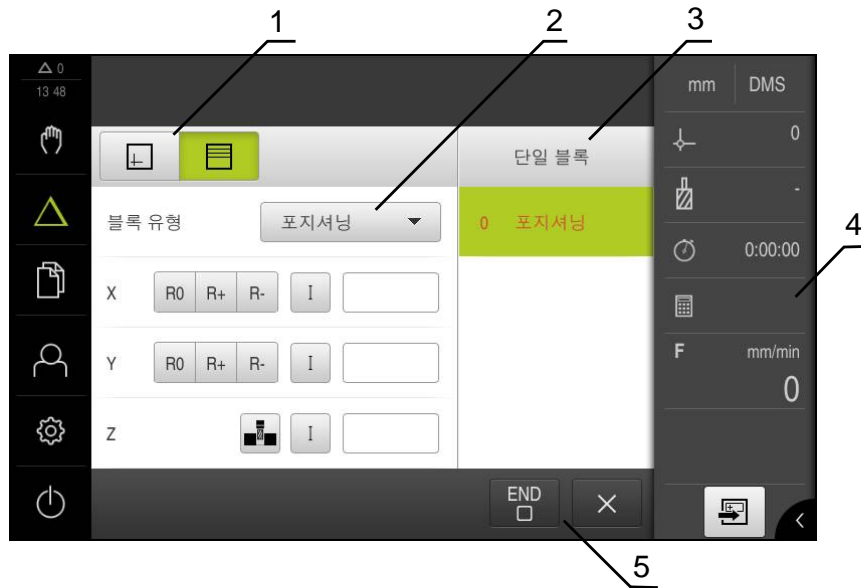 1
2
3
△ 0
13 48
mm DMS
0
단일 블록
-
블록 유형 포지셔닝
0 포지셔닝
4
0:00:00
X R0 R+ R- I
F mm/min
Y R0 R+ R- I
0
Z I
END
5